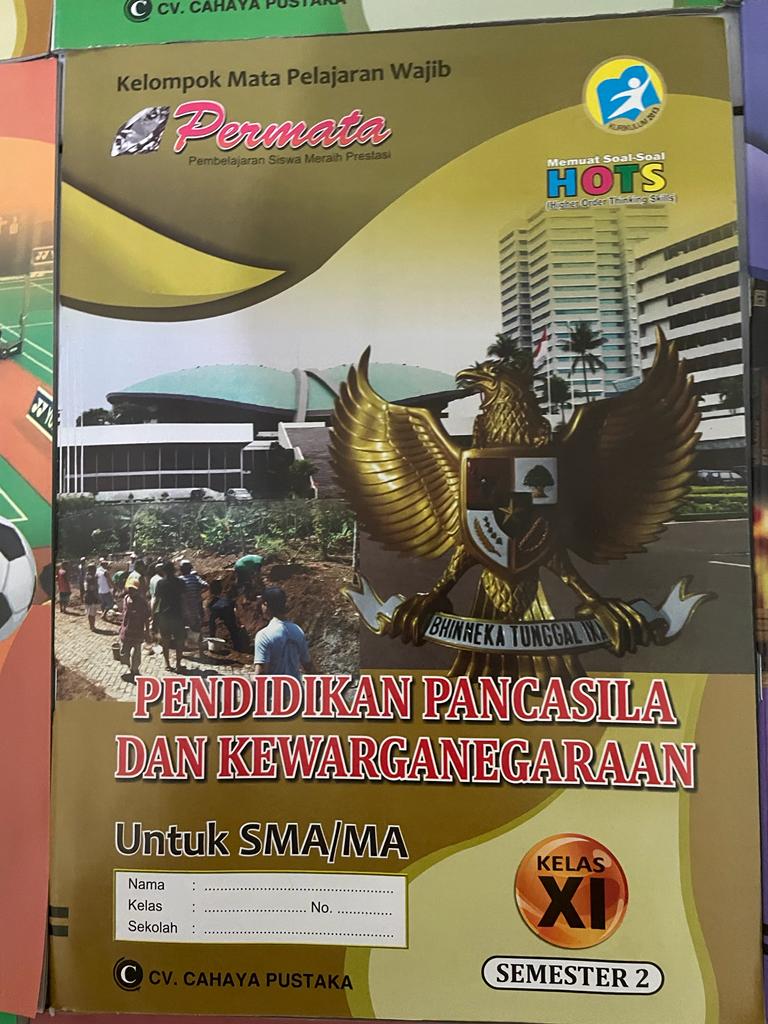 C CV. CAHAYA PUSTAKA
Kelompok Mata Pelajaran Wajib
Permata
Pembelajaran Siswa Meraih Prestasi
KURIKULUM 2013
Memuat Soal-Soal
HOTS
(Higher Order Thinking Skills)
BHINNEKA TUNGGAL IKA
PENDIDIKAN PANCASILA
DAN KEWARGANEGARAAN
Untuk SMA/MA
Nama : ..................................................
Kelas : ........................... No. ..............
Sekolah : ..................................................
KELAS
XI
SEMESTER 2
C CV. CAHAYA PUSTAKA